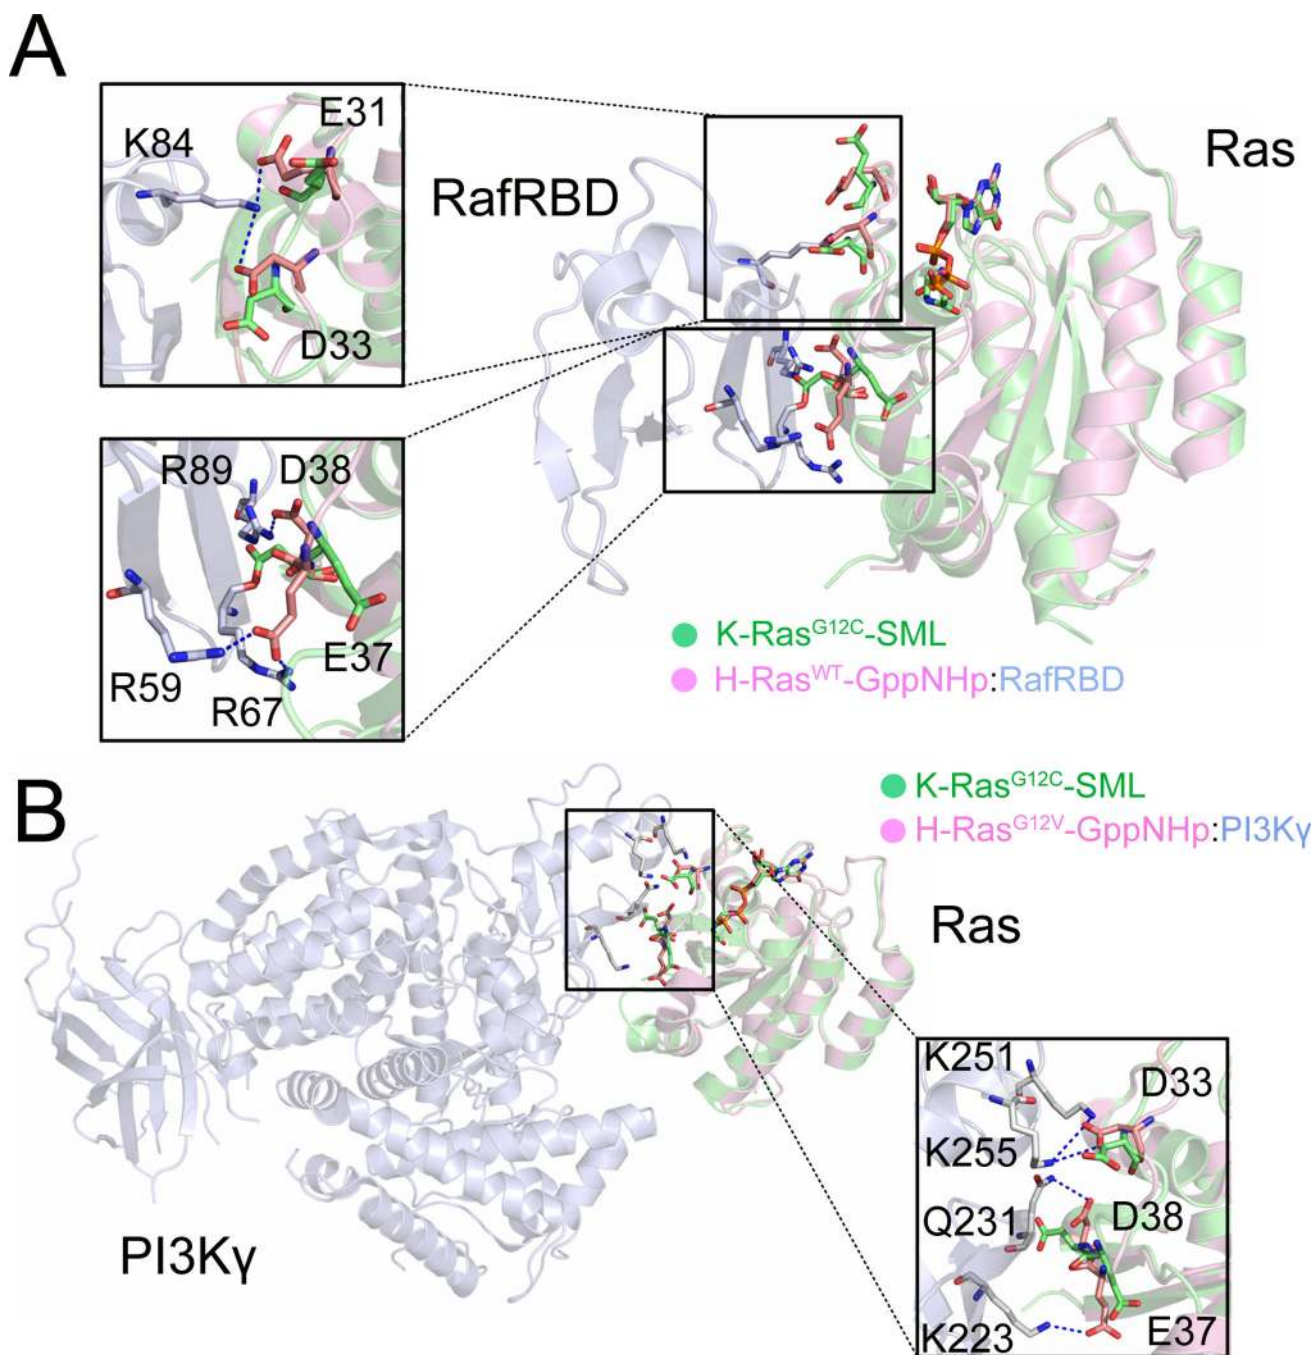 A
E31
K84
D33
RafRBD
Ras
R89
D38
R59
R67
E37
K-Ras^G12C-SML
H-Ras^WT-GppNHp:RafRBD
B
K-Ras^G12C-SML
H-Ras^G12V-GppNHp:PI3Kγ
Ras
PI3Kγ
K251
D33
K255
Q231
D38
K223
E37